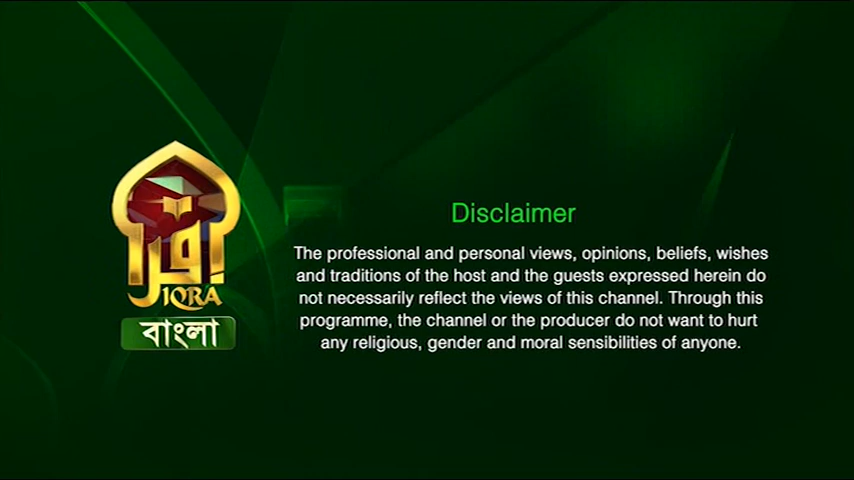 اقرأ
IQRA
বাংলা
Disclaimer
The professional and personal views, opinions, beliefs, wishes
and traditions of the host and the guests expressed herein do
not necessarily reflect the views of this channel. Through this
programme, the channel or the producer do not want to hurt
any religious, gender and moral sensibilities of anyone.